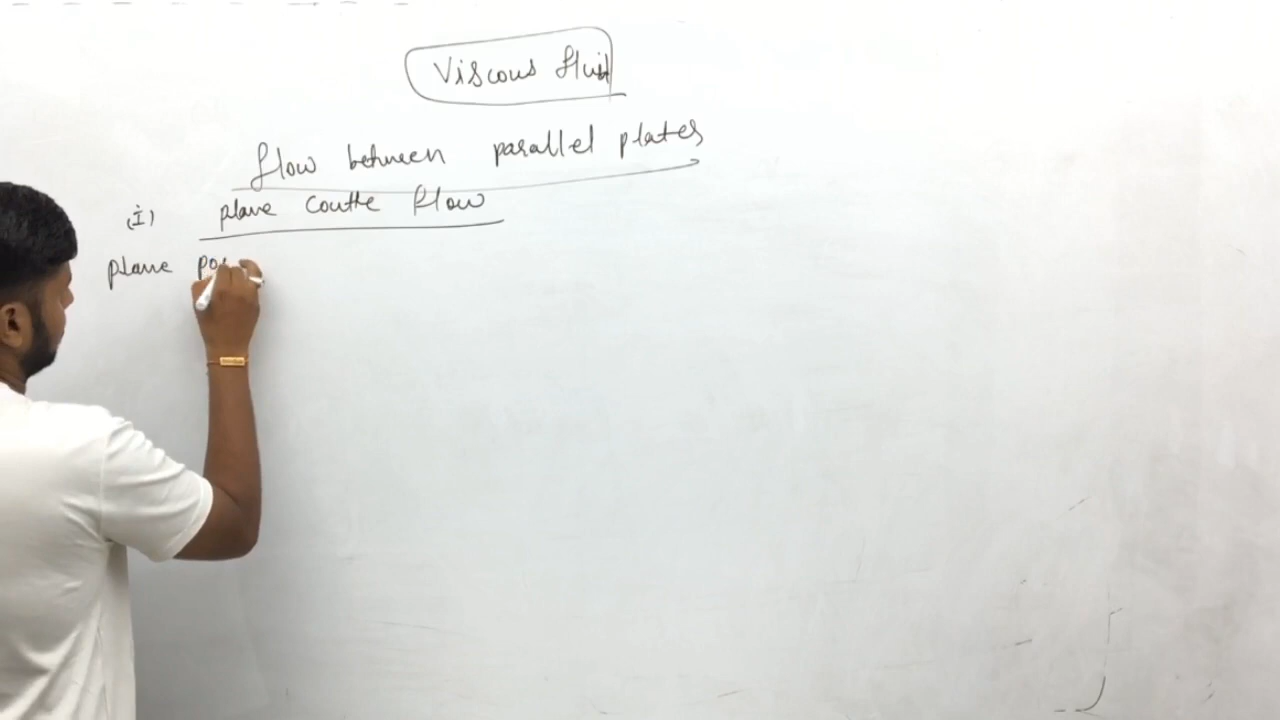 Viscous fluid
flow between parallel plates
(i) plane Coutte flow
plane